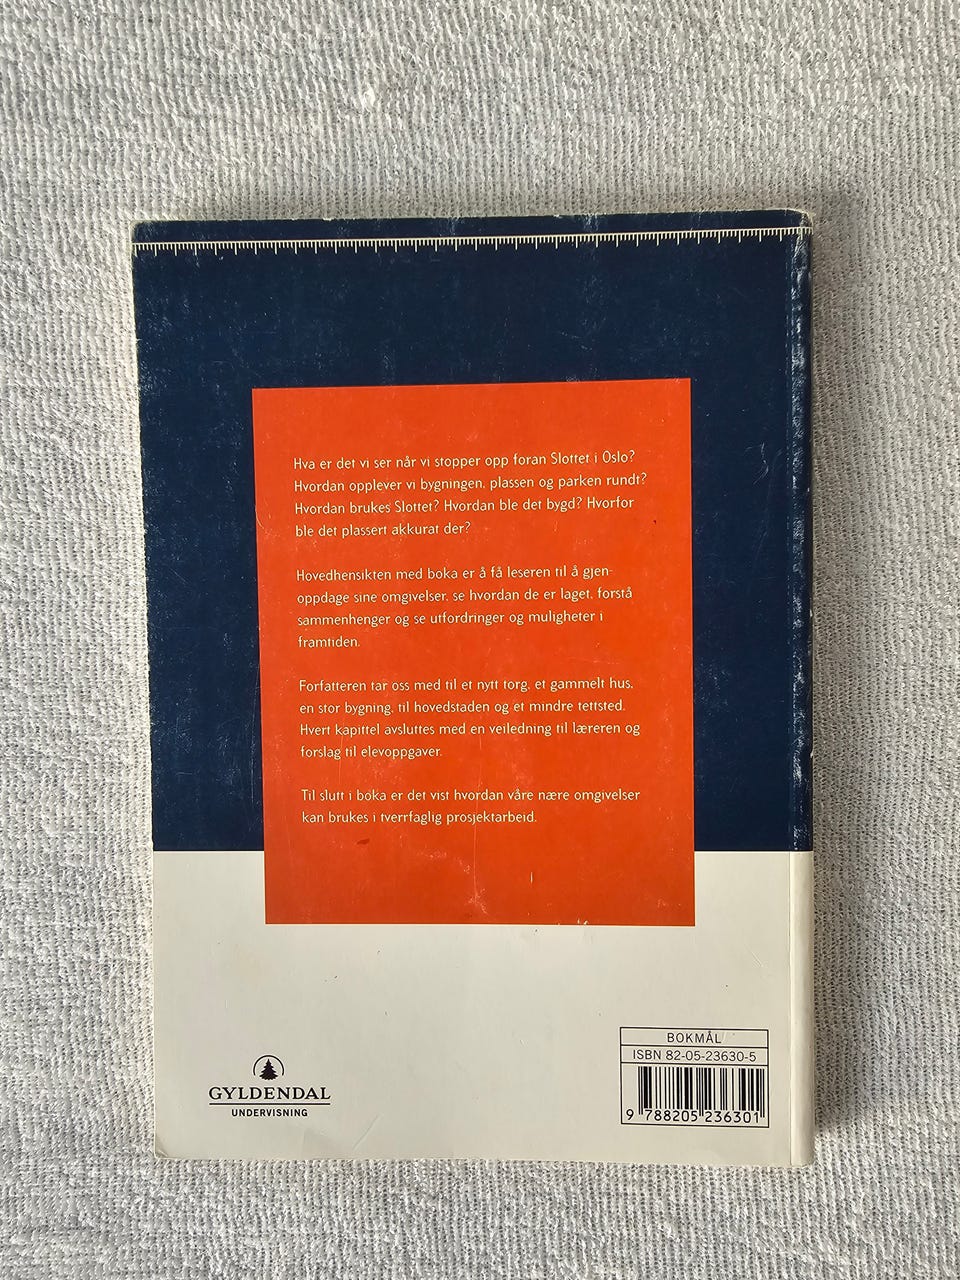 Hva er det vi ser når vi stopper opp foran Slottet i Oslo?
Hvordan opplever vi bygningen, plassen og parken rundt?
Hvordan brukes Slottet? Hvordan ble det bygd? Hvorfor
ble det plassert akkurat der?
Hovedhensikten med boka er å få leseren til å gjen-
oppdage sine omgivelser, se hvordan de er laget, forstå
sammenhenger og se utfordringer og muligheter i
framtiden.
Forfatteren tar oss med til et nytt torg, et gammelt hus,
en stor bygning, til hovedstaden og et mindre tettsted.
Hvert kapittel avsluttes med en veiledning til læreren og
forslag til elevoppgaver.
Til slutt i boka er det vist hvordan våre nære omgivelser
kan brukes i tverrfaglig prosjektarbeid.
GYLDENDAL
UNDERVISNING
BOKMÅL
ISBN 82-05-23630-5
9 788205 236301